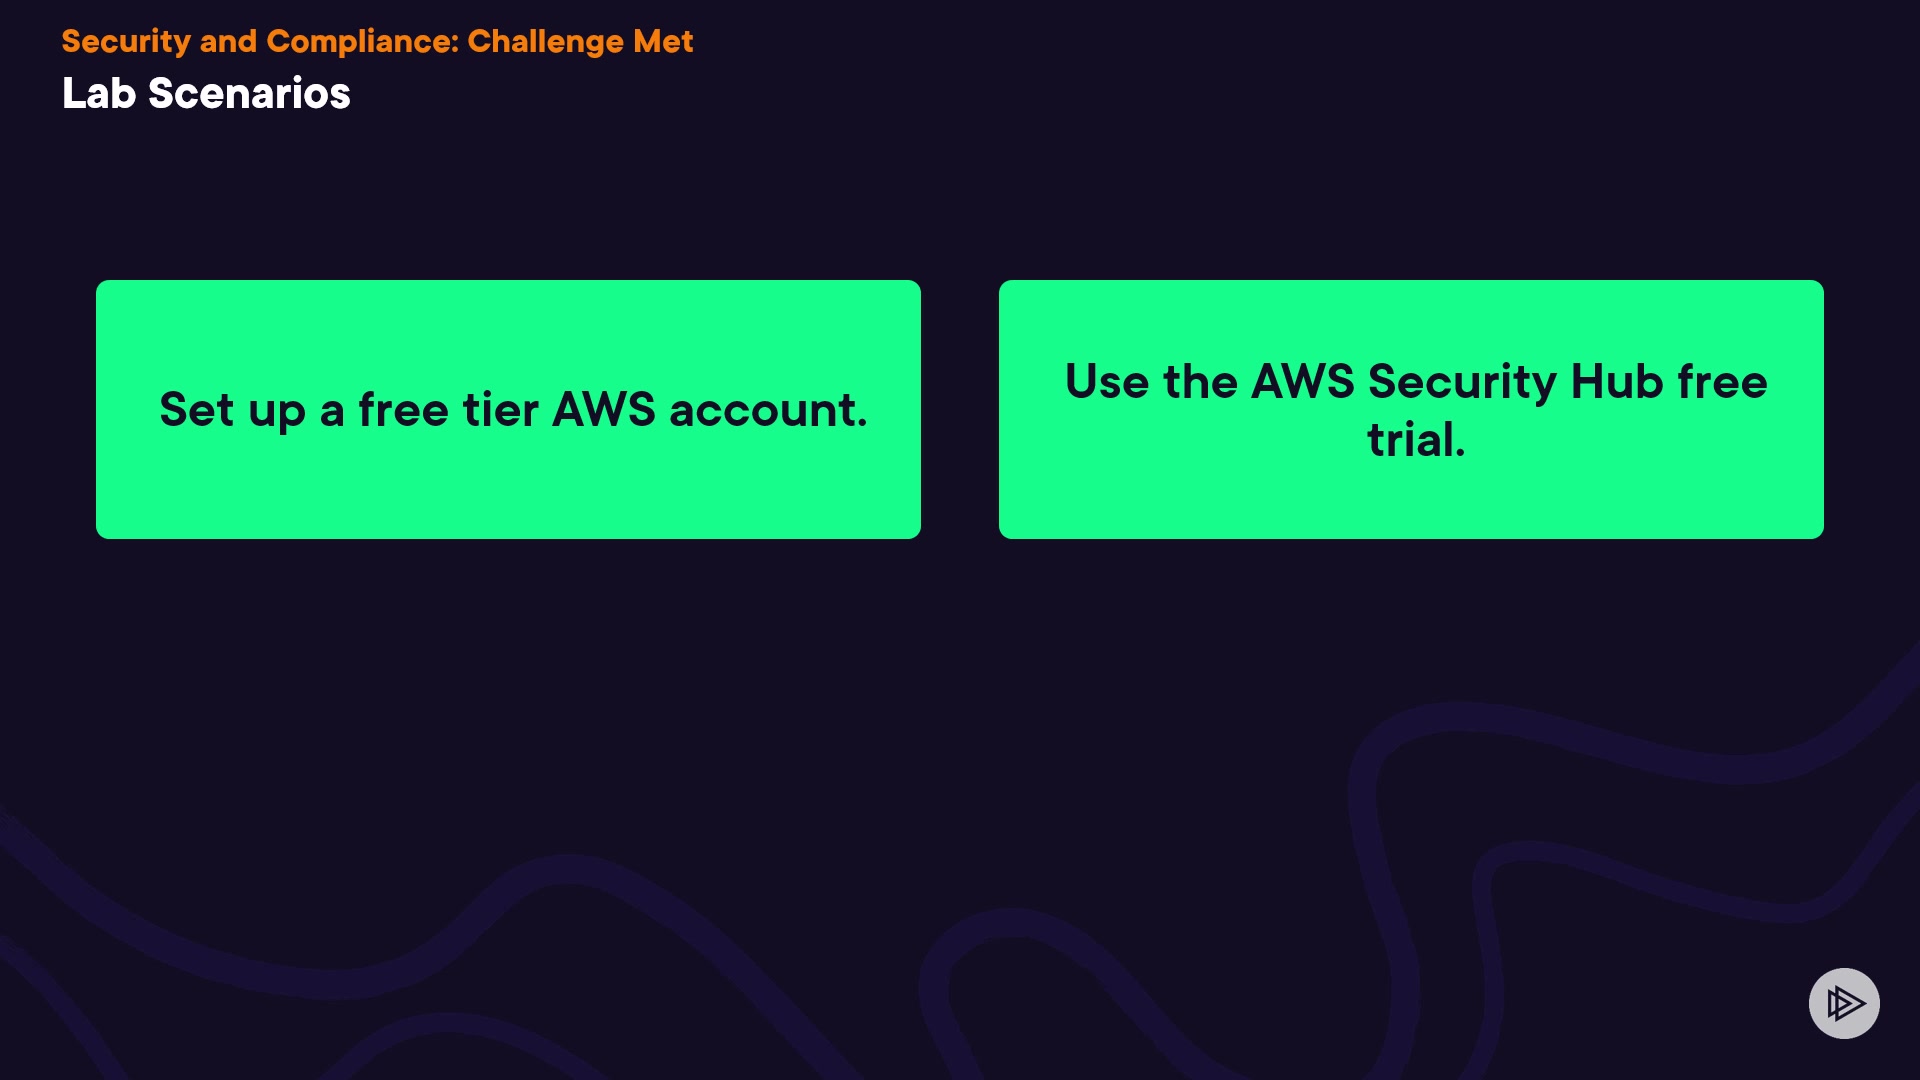 Security and Compliance: Challenge Met
Lab Scenarios
Set up a free tier AWS account.
Use the AWS Security Hub free
trial.